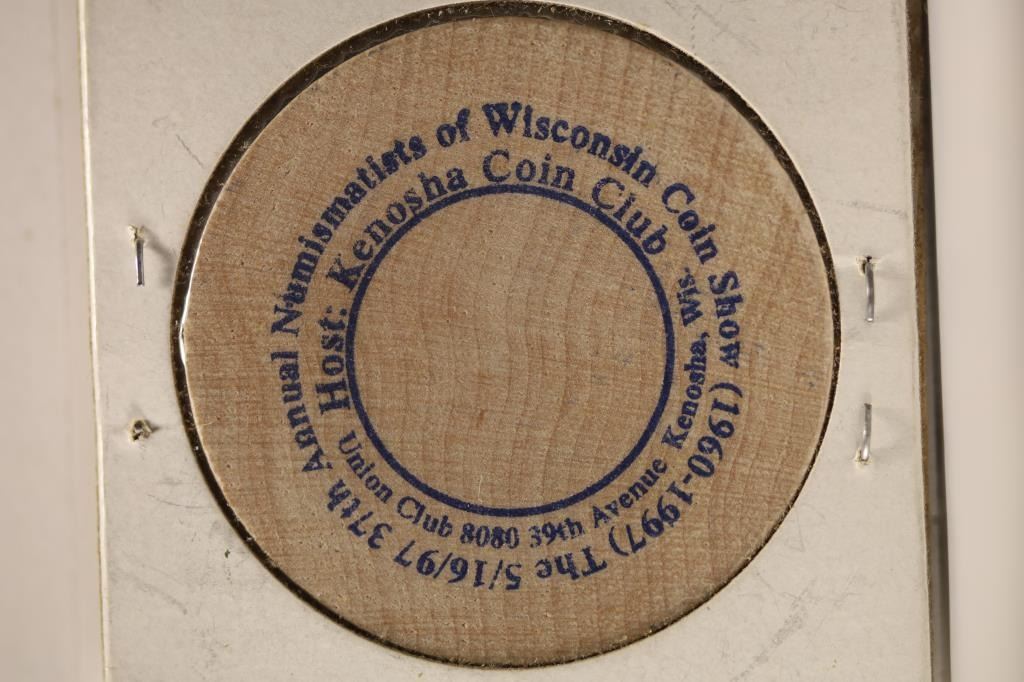 37th Annual Numismatists of Wisconsin Coin Show (1960-1997) The 5/16/97
Host: Kenosha Coin Club
Union Club 8080 39th Avenue Kenosha, Wis.